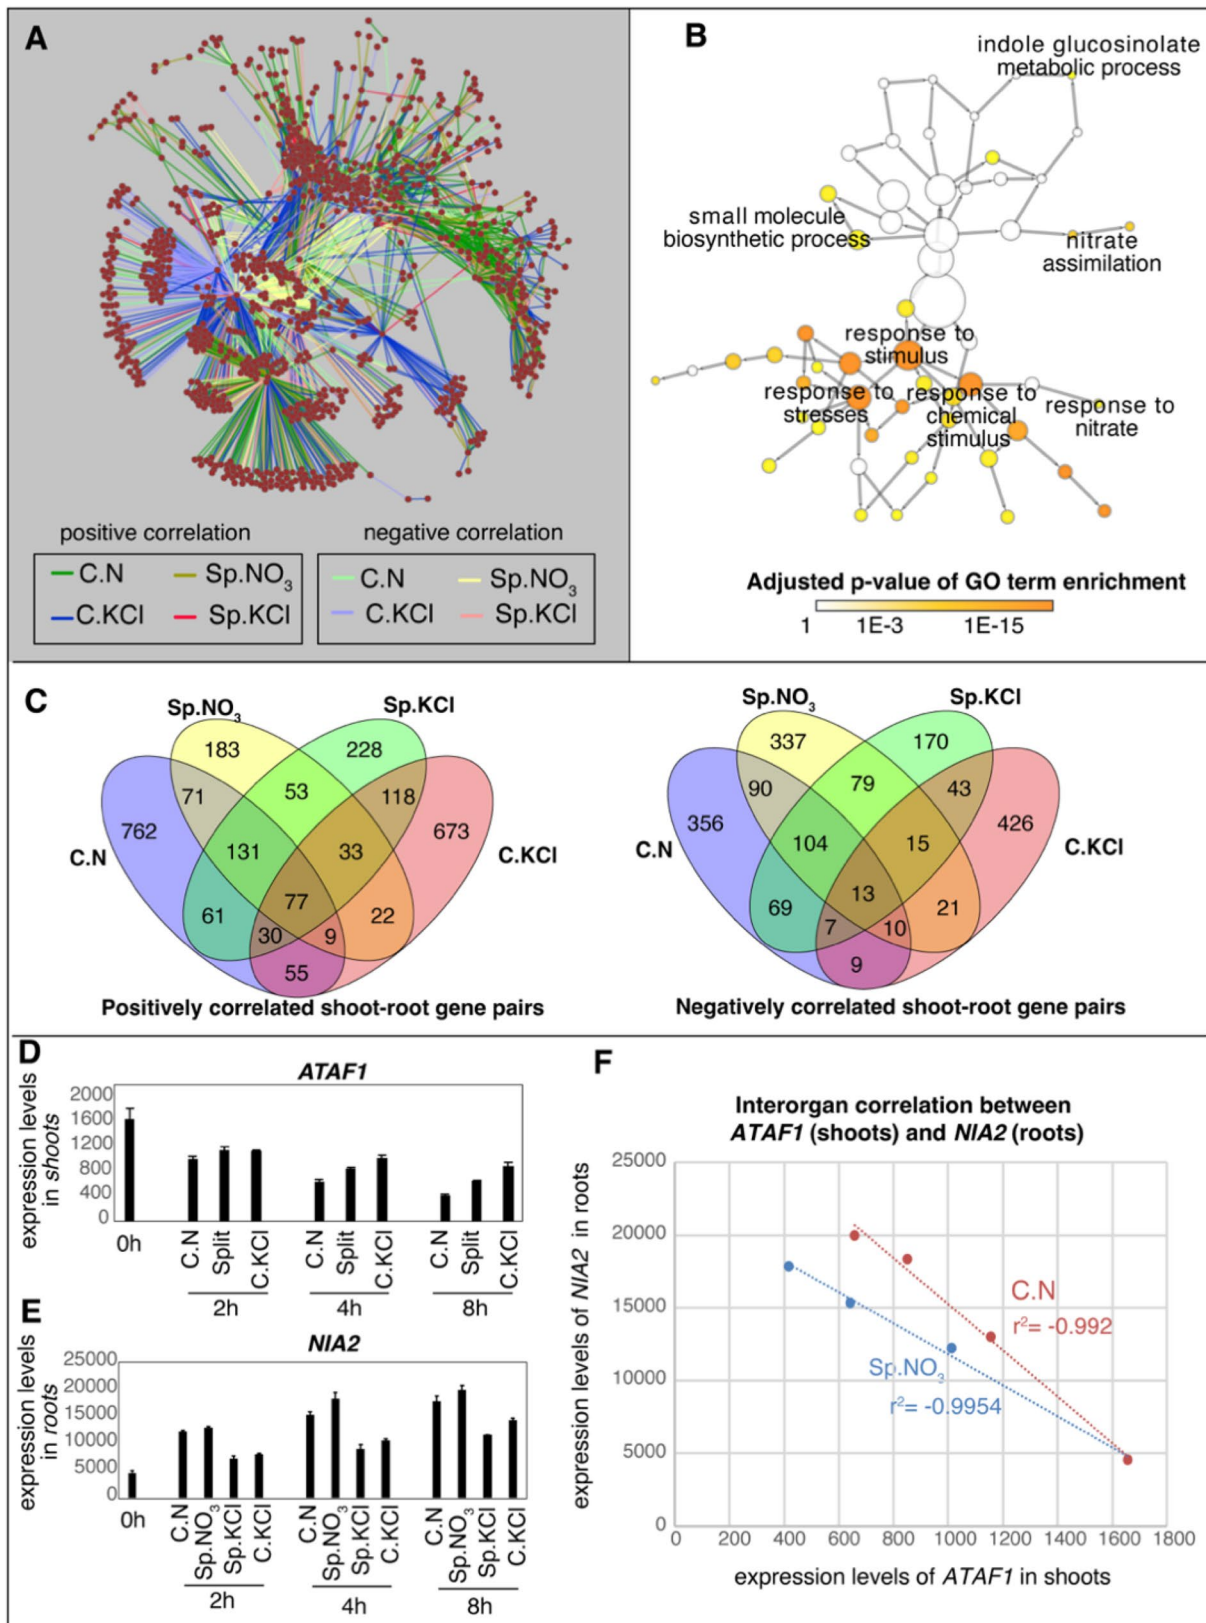 A
positive correlation
negative correlation
C.N
Sp.NO3
C.KCl
Sp.KCl
C.N
Sp.NO3
C.KCl
Sp.KCl
B
indole glucosinolate
metabolic process
small molecule
biosynthetic process
nitrate
assimilation
response to
stimulus
response to
stresses
response to
chemical
stimulus
response to
nitrate
Adjusted p-value of GO term enrichment
1 1E-3 1E-15
C
Sp.NO3
Sp.KCl
183
228
71
53
118
762
673
C.N
131
33
C.KCl
77
61
22
30
9
55
Positively correlated shoot-root gene pairs
Sp.NO3
Sp.KCl
337
170
90
79
43
356
426
C.N
104
15
C.KCl
13
69
21
7
10
9
Negatively correlated shoot-root gene pairs
D
ATAF1
expression levels
in shoots
2000
1600
1200
800
400
0
0h
C.N
Split
C.KCl
C.N
Split
C.KCl
C.N
Split
C.KCl
2h
4h
8h
E
NIA2
expression levels
in roots
25000
20000
15000
10000
5000
0
0h
C.N
Sp.NO3
Sp.KCl
C.KCl
C.N
Sp.NO3
Sp.KCl
C.KCl
C.N
Sp.NO3
Sp.KCl
C.KCl
2h
4h
8h
F
Interorgan correlation between
ATAF1 (shoots) and NIA2 (roots)
expression levels of NIA2 in roots
25000
20000
15000
10000
5000
0
C.N
r2= -0.992
Sp.NO3
r2= -0.9954
0 200 400 600 800 1000 1200 1400 1600 1800
expression levels of ATAF1 in shoots